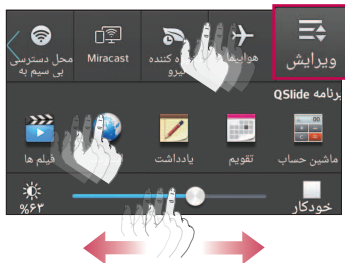 ویرایش
هواپیما
کننده
نیرو
Miracast
محل دسترسی
بی سیم به
برنامه QSlide
ماشین حساب
تقویم
یادداشت
فیلم ها
خودکار
%۶۳